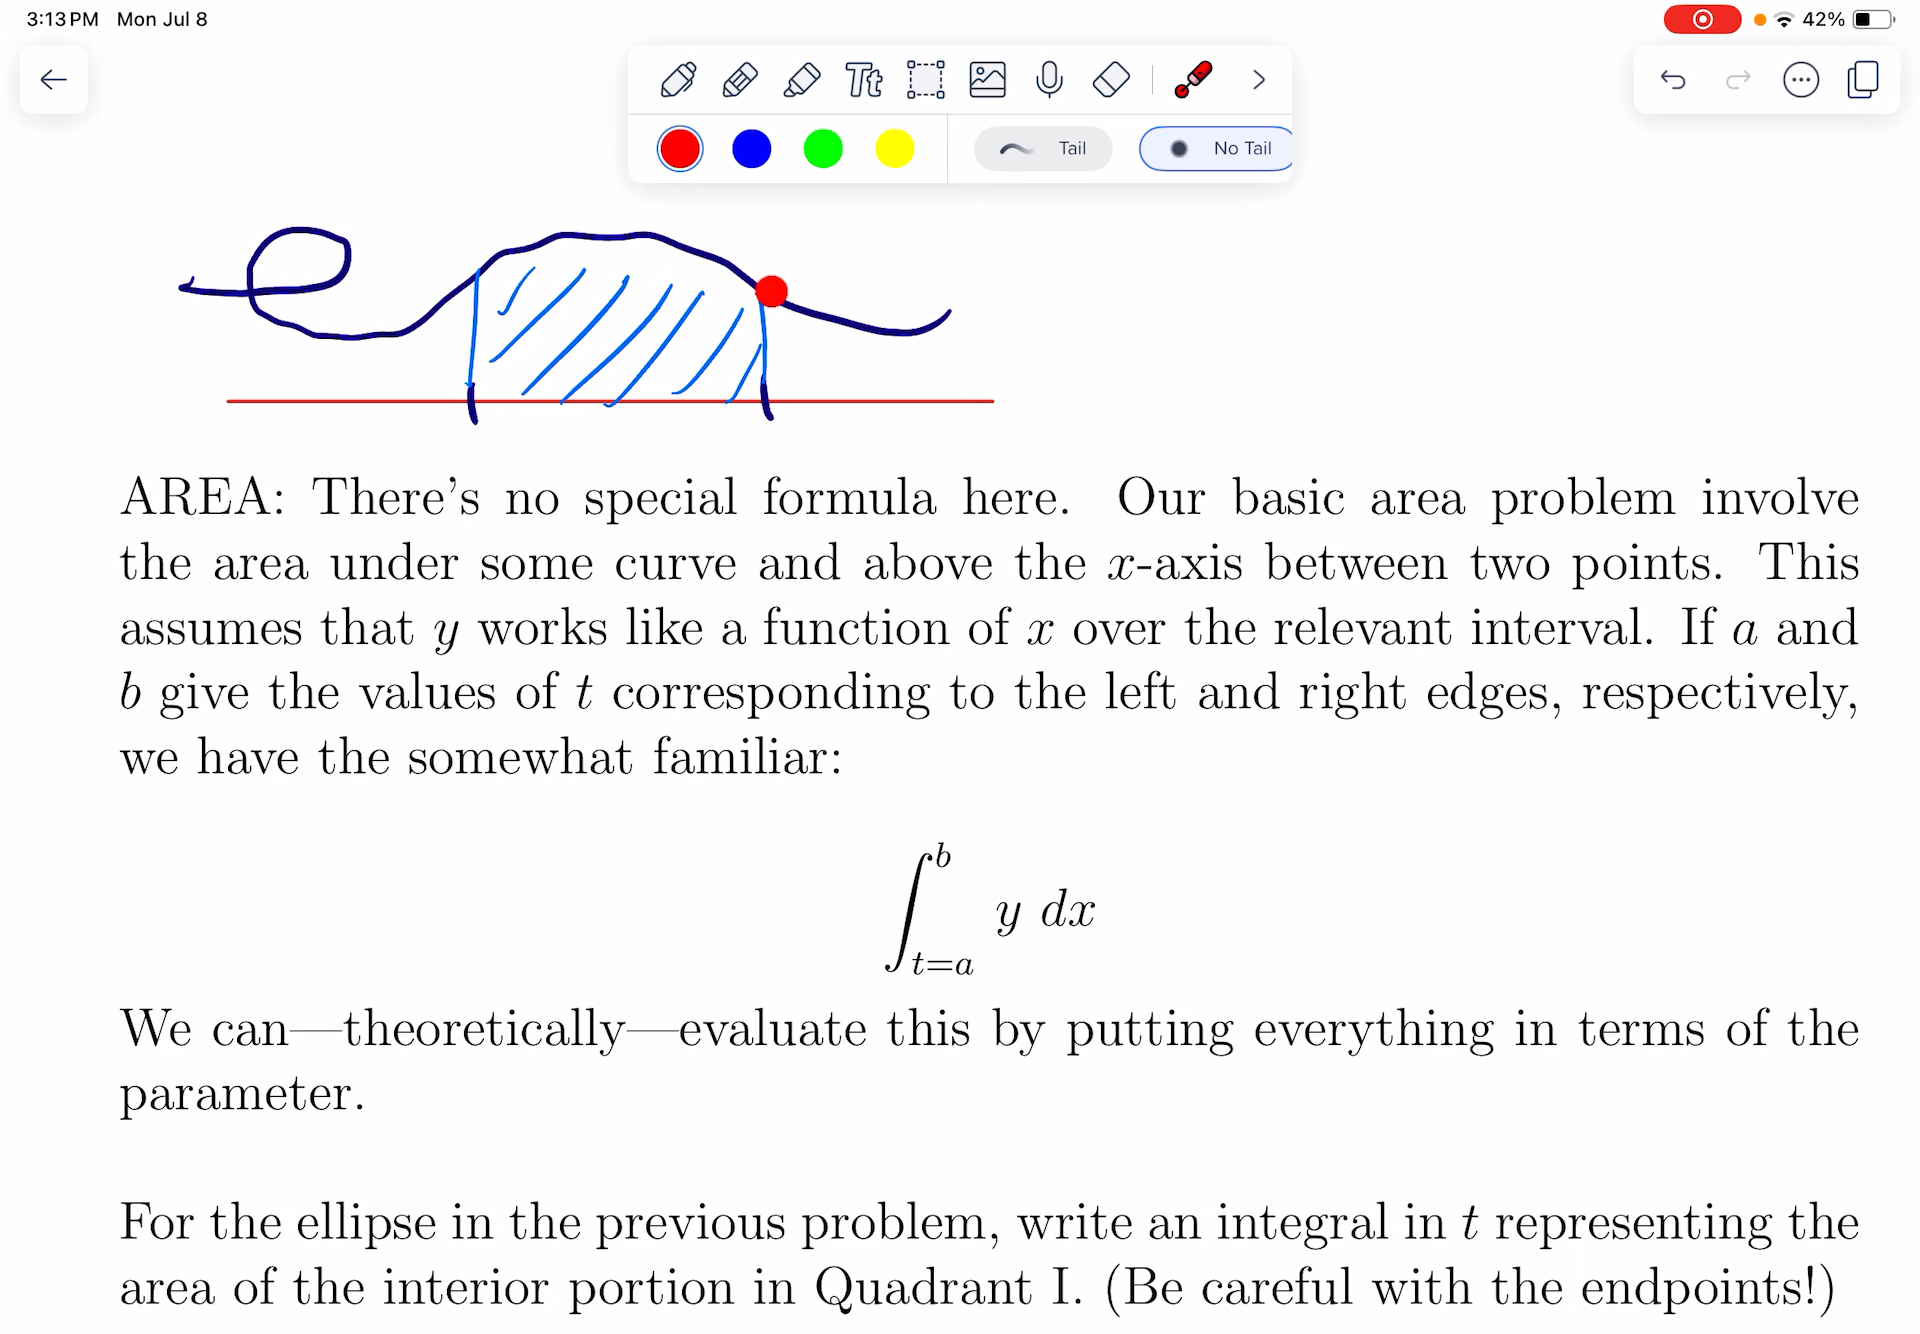 3:13 PM Mon Jul 8
42%
Tt
Tail
No Tail
AREA: There's no special formula here. Our basic area problem involve
the area under some curve and above the x-axis between two points. This
assumes that y works like a function of x over the relevant interval. If a and
b give the values of t corresponding to the left and right edges, respectively,
we have the somewhat familiar:
∫_{t=a}^{b} y dx
We can—theoretically—evaluate this by putting everything in terms of the
parameter.
For the ellipse in the previous problem, write an integral in t representing the
area of the interior portion in Quadrant I. (Be careful with the endpoints!)